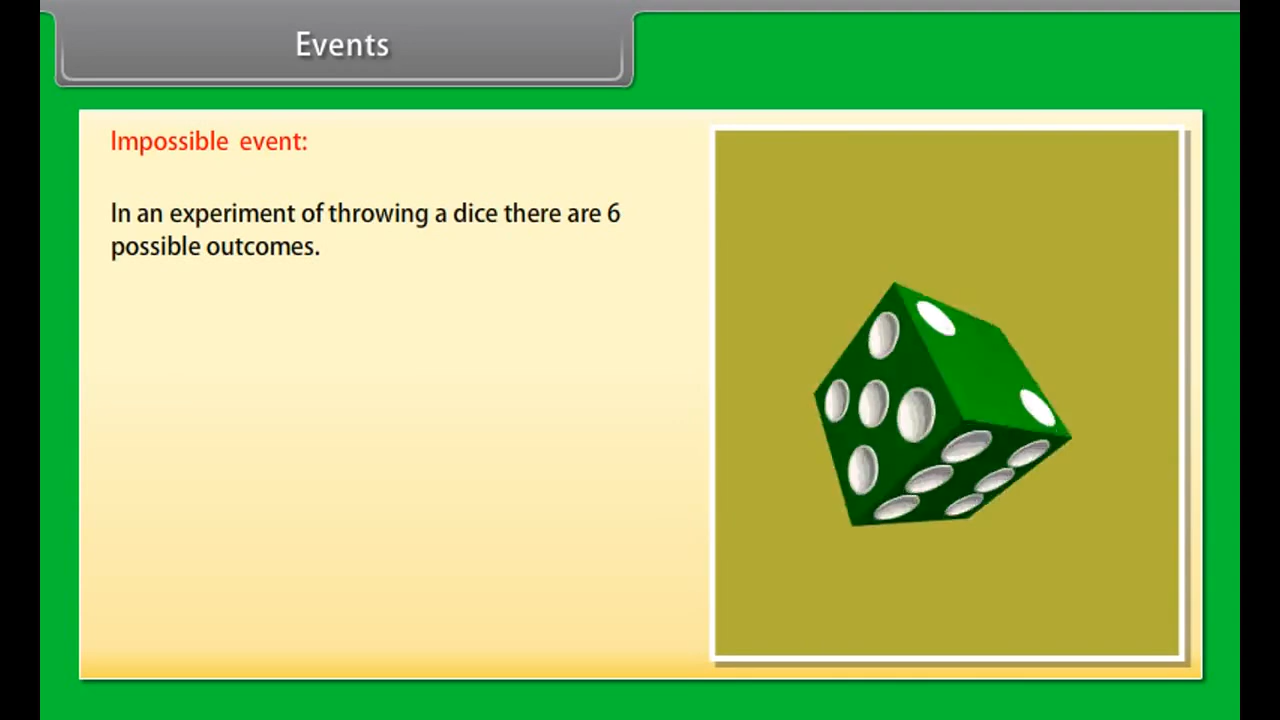 Events
Impossible event:
In an experiment of throwing a dice there are 6
possible outcomes.